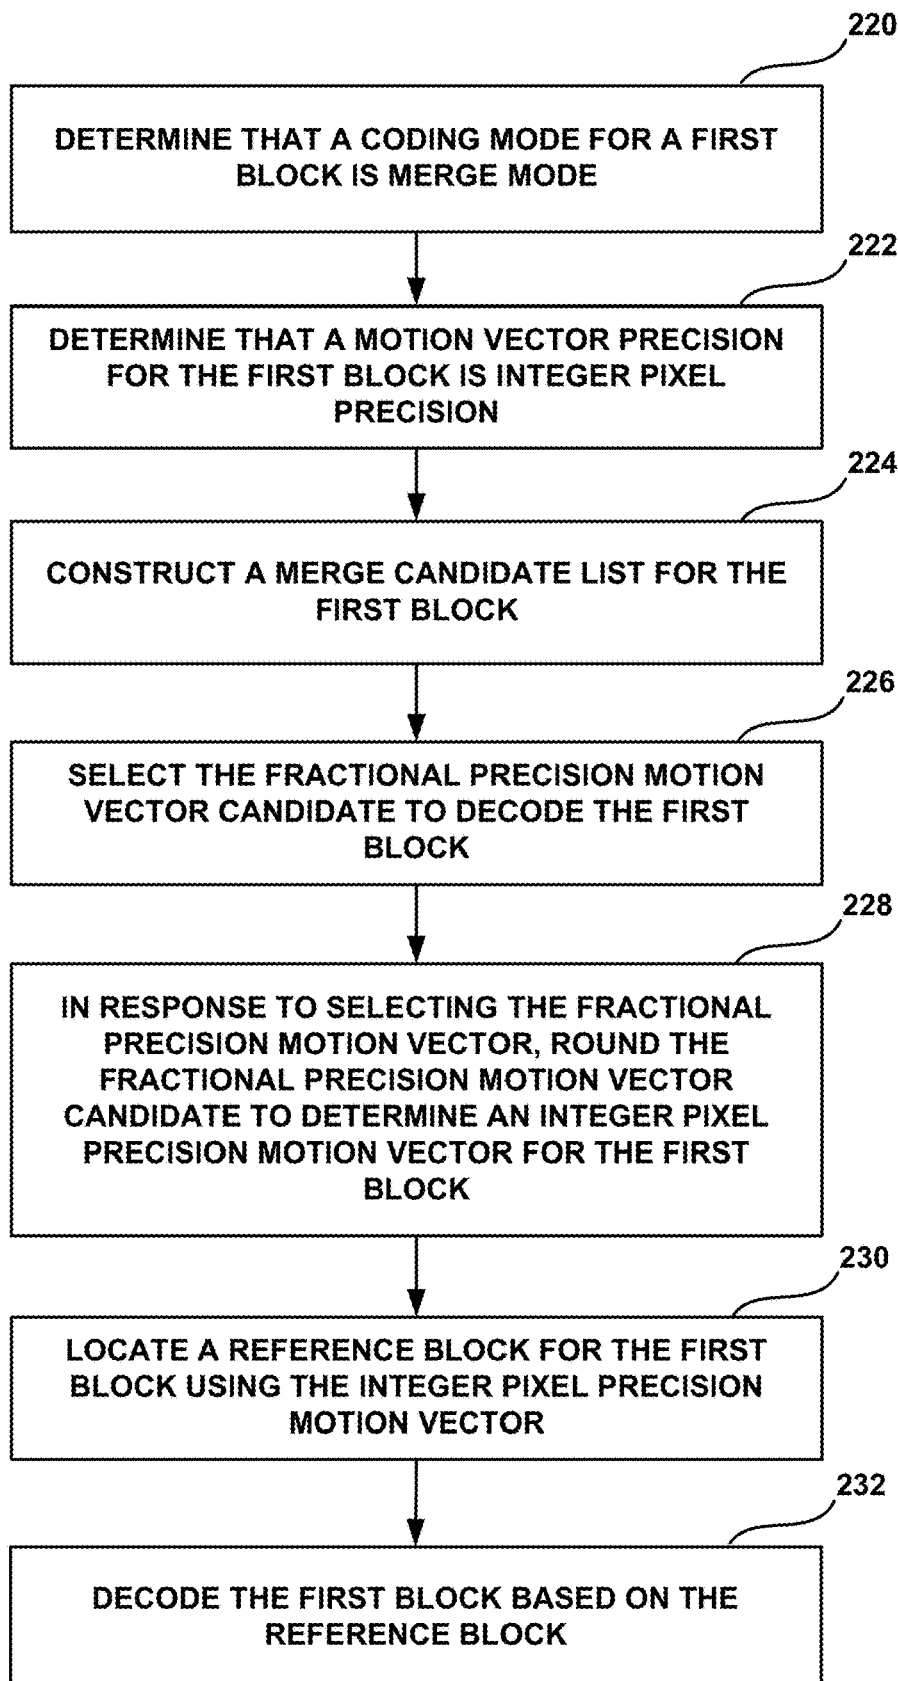 220
DETERMINE THAT A CODING MODE FOR A FIRST
BLOCK IS MERGE MODE
222
DETERMINE THAT A MOTION VECTOR PRECISION
FOR THE FIRST BLOCK IS INTEGER PIXEL
PRECISION
224
CONSTRUCT A MERGE CANDIDATE LIST FOR THE
FIRST BLOCK
226
SELECT THE FRACTIONAL PRECISION MOTION
VECTOR CANDIDATE TO DECODE THE FIRST
BLOCK
228
IN RESPONSE TO SELECTING THE FRACTIONAL
PRECISION MOTION VECTOR, ROUND THE
FRACTIONAL PRECISION MOTION VECTOR
CANDIDATE TO DETERMINE AN INTEGER PIXEL
PRECISION MOTION VECTOR FOR THE FIRST
BLOCK
230
LOCATE A REFERENCE BLOCK FOR THE FIRST
BLOCK USING THE INTEGER PIXEL PRECISION
MOTION VECTOR
232
DECODE THE FIRST BLOCK BASED ON THE
REFERENCE BLOCK